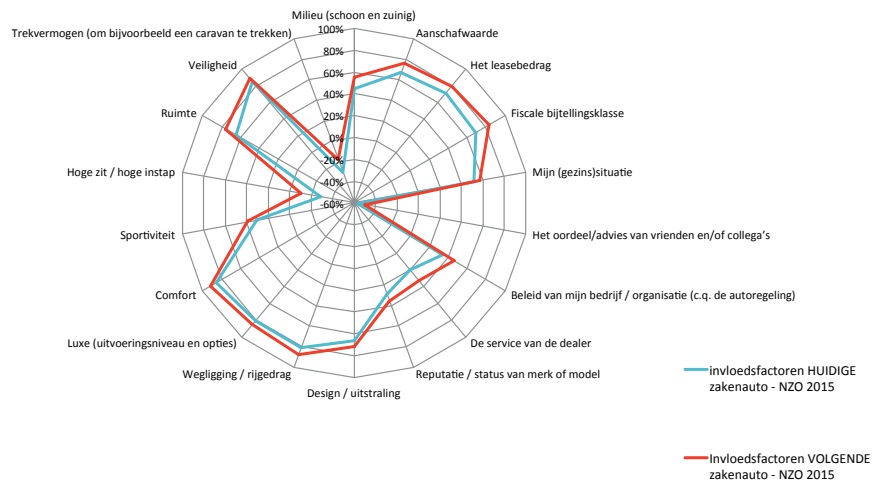 Milieu (schoon en zuinig)
Trekvermogen (om bijvoorbeeld een caravan te trekken)
100%
Aanschafwaarde
80%
Veiligheid
Het leasebedrag
60%
40%
Ruimte
Fiscale bijtellingsklasse
20%
0%
Hoge zit / hoge instap
Mijn (gezins)situatie
-20%
-40%
-60%
Sportiviteit
Het oordeel/advies van vrienden en/of collega's
Comfort
Beleid van mijn bedrijf / organisatie (c.q. de autoregeling)
Luxe (uitvoeringsniveau en opties)
De service van de dealer
Wegligging / rijgedrag
Reputatie / status van merk of model
Design / uitstraling
invloedsfactoren HUIDIGE
zakenauto - NZO 2015
Invloedsfactoren VOLGENDE
zakenauto - NZO 2015